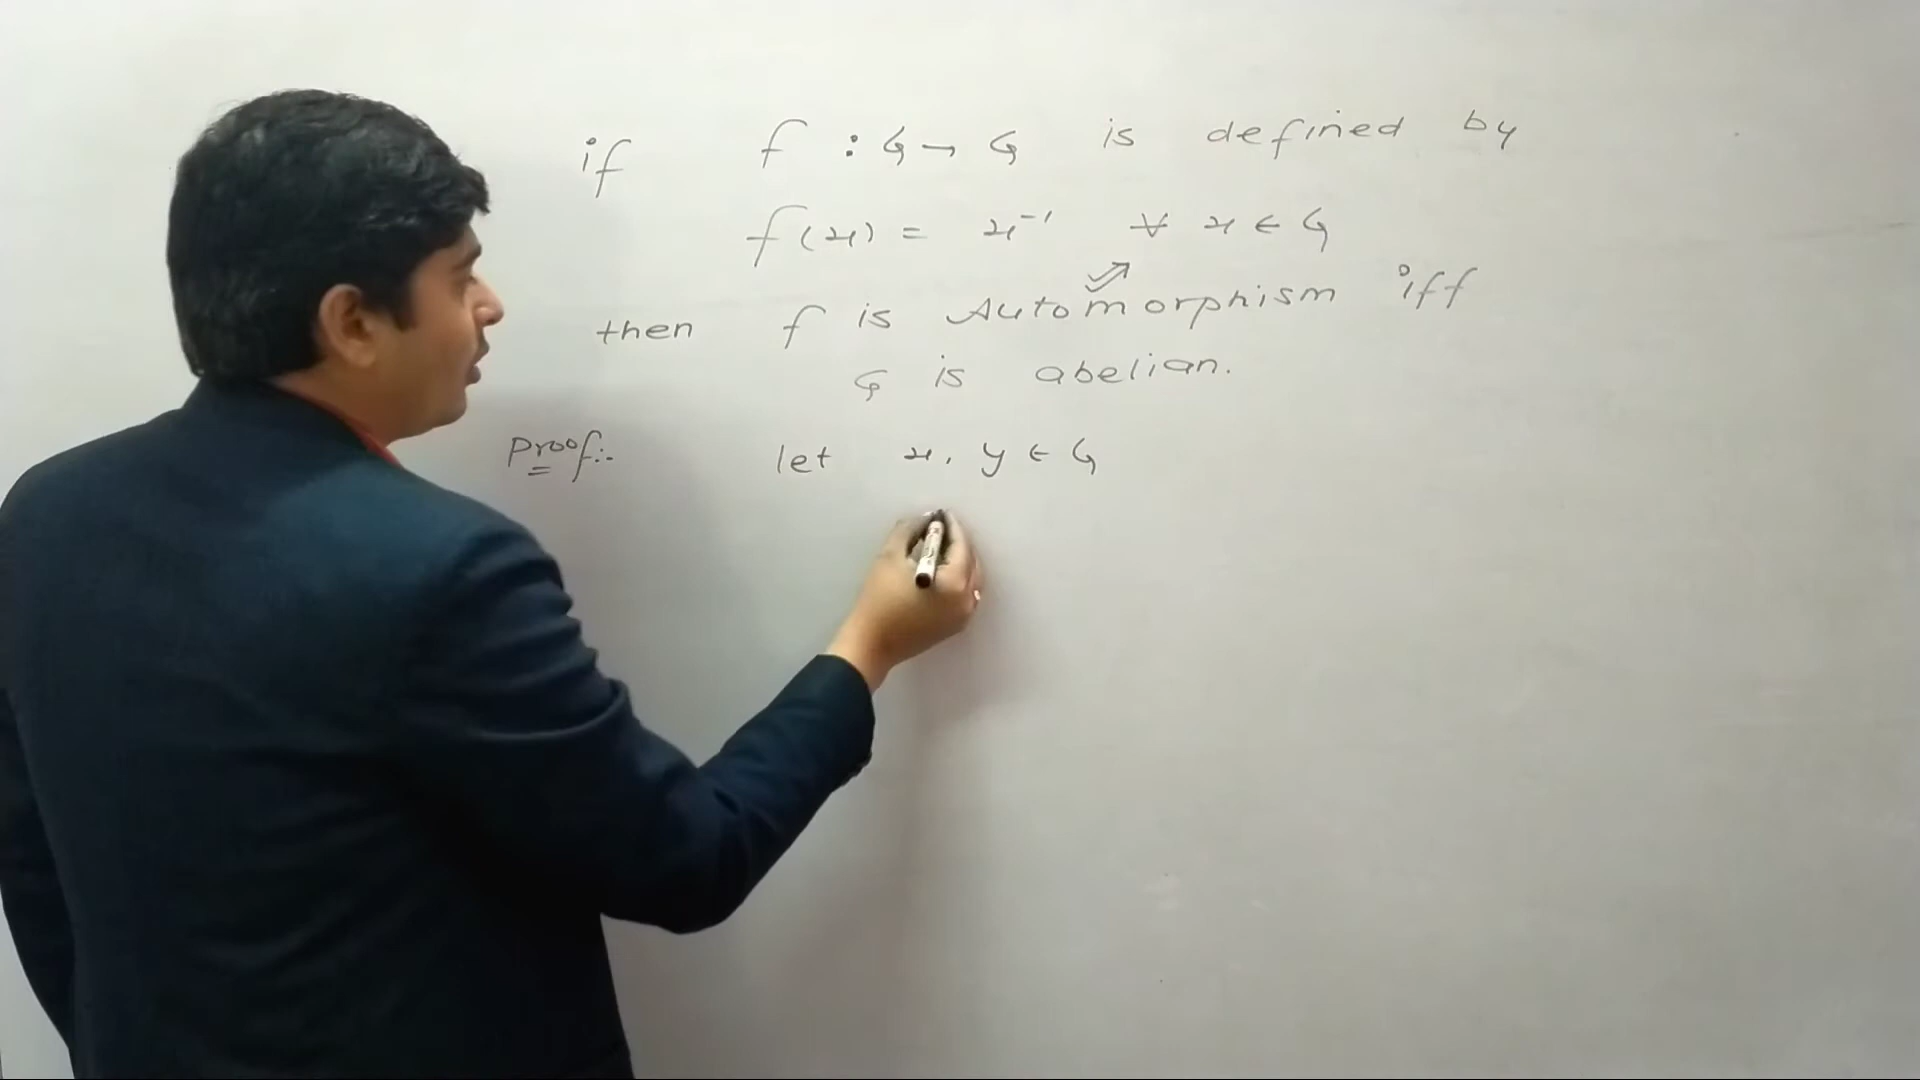 if f : G → G is defined by
f(x) = x⁻¹ ∀ x ∈ G
then f is Automorphism iff
G is abelian.
Proof:- let x, y ∈ G